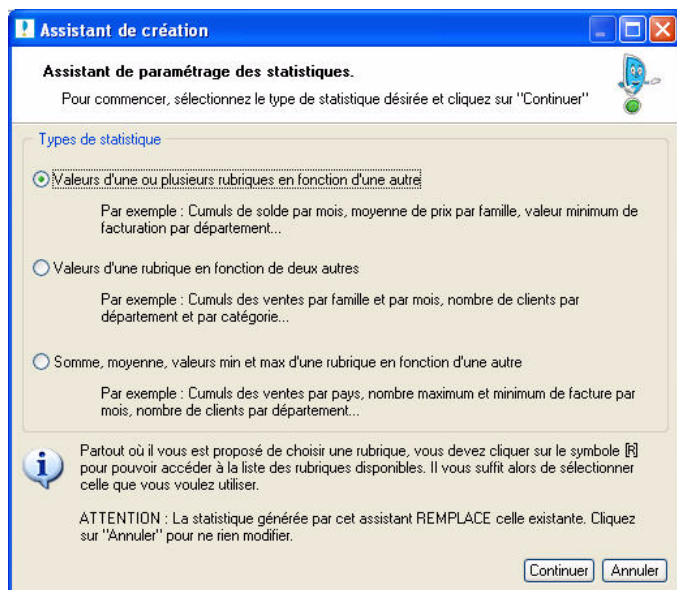 Assistant de création
Assistant de paramétrage des statistiques.
Pour commencer, sélectionnez le type de statistique désirée et cliquez sur "Continuer"
Types de statistique
Valeurs d'une ou plusieurs rubriques en fonction d'une autre
Par exemple : Cumuls de solde par mois, moyenne de prix par famille, valeur minimum de
facturation par département...
Valeurs d'une rubrique en fonction de deux autres
Par exemple : Cumuls des ventes par famille et par mois, nombre de clients par
département et par catégorie...
Somme, moyenne, valeurs min et max d'une rubrique en fonction d'une autre
Par exemple : Cumuls des ventes par pays, nombre maximum et minimum de facture par
mois, nombre de clients par département...
Partout où il vous est proposé de choisir une rubrique, vous devez cliquer sur le symbole [R]
pour pouvoir accéder à la liste des rubriques disponibles. Il vous suffit alors de sélectionner
celle que vous voulez utiliser.
ATTENTION : La statistique générée par cet assistant REMPLACE celle existante. Cliquez
sur "Annuler" pour ne rien modifier.
Continuer Annuler